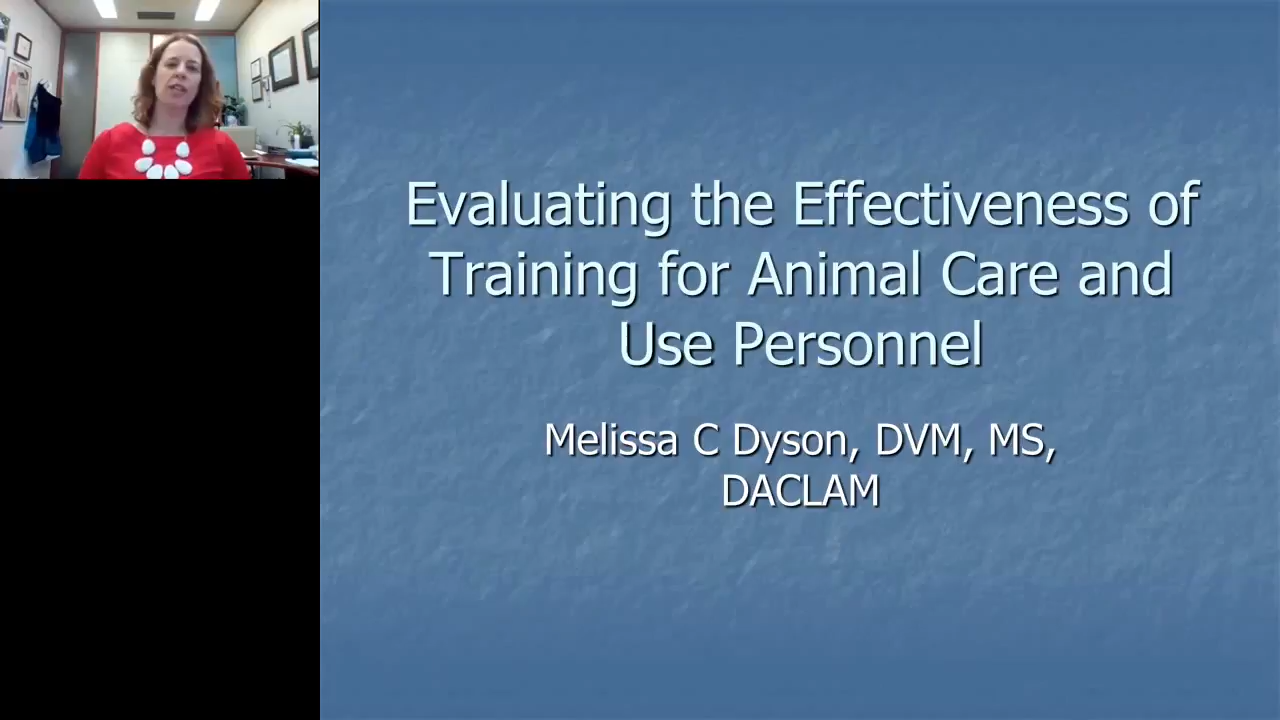 Evaluating the Effectiveness of
Training for Animal Care and
Use Personnel
Melissa C Dyson, DVM, MS,
DACLAM